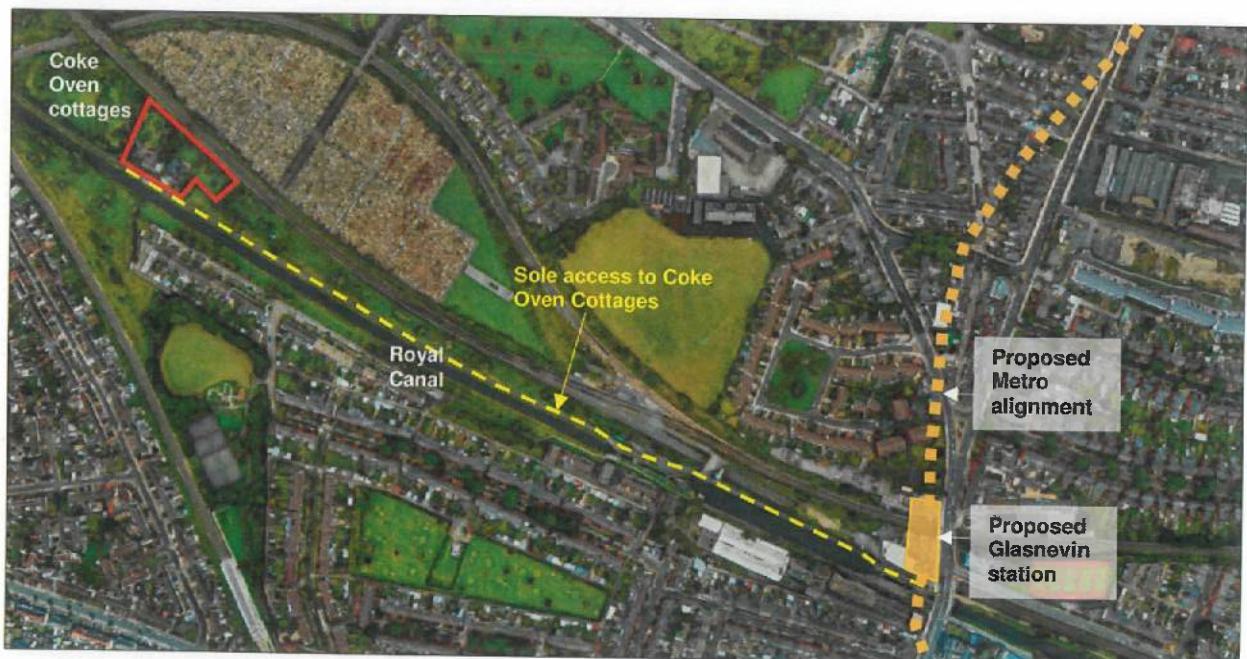 Coke
Oven
cottages
Sole access to Coke
Oven Cottages
Royal
Canal
Proposed
Metro
alignment
Proposed
Glasnevin
station